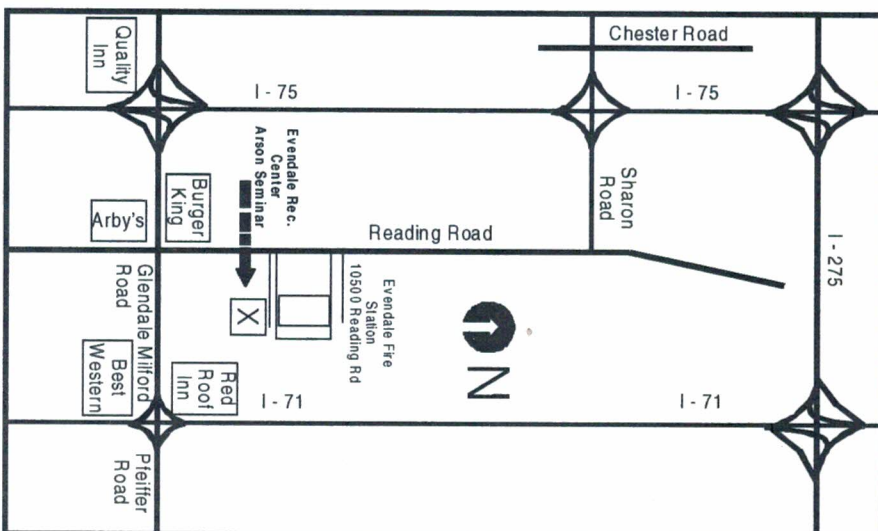 Chester Road
Quality
Inn
I - 75
I - 75
Evendale Rec.
Center
Arson Seminar
Sharon
Road
Burger
King
Arby's
Reading Road
I - 275
Glendale Milford
Road
Evendale Fire
Station
10500 Reading Rd
X
N
Best
Western
Red
Roof
Inn
I - 71
I - 71
Pfeiffer
Road